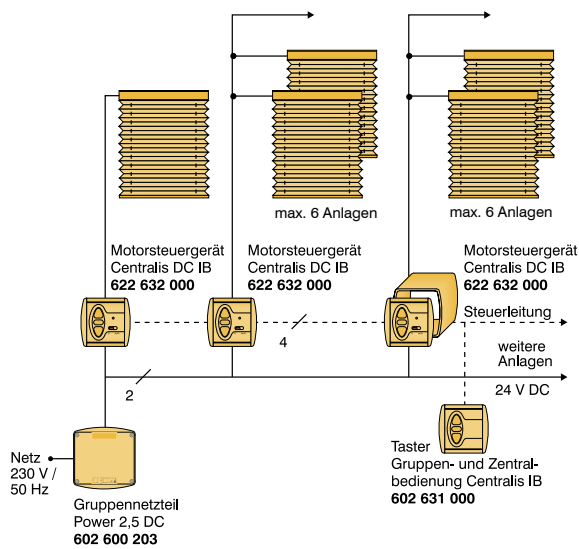 max. 6 Anlagen
max. 6 Anlagen
Motorsteuergerät
Centralis DC IB
622 632 000
Motorsteuergerät
Centralis DC IB
622 632 000
Motorsteuergerät
Centralis DC IB
622 632 000
Steuerleitung
4
weitere
Anlagen
24 V DC
2
Netz
230 V /
50 Hz
Gruppennetzteil
Power 2,5 DC
602 600 203
Taster
Gruppen- und Zentral-
bedienung Centralis IB
602 631 000